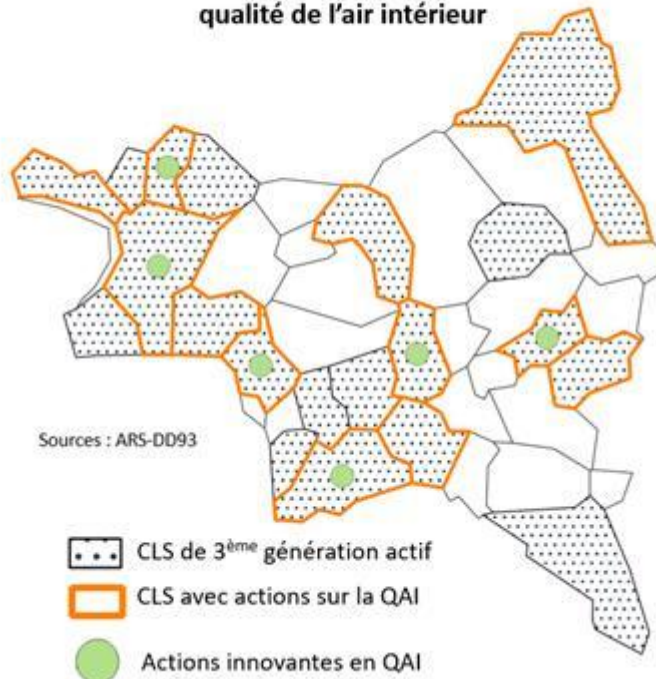 qualité de l’air intérieur
Sources : ARS-DD93
CLS de 3ème génération actif
CLS avec actions sur la QAI
Actions innovantes en QAI